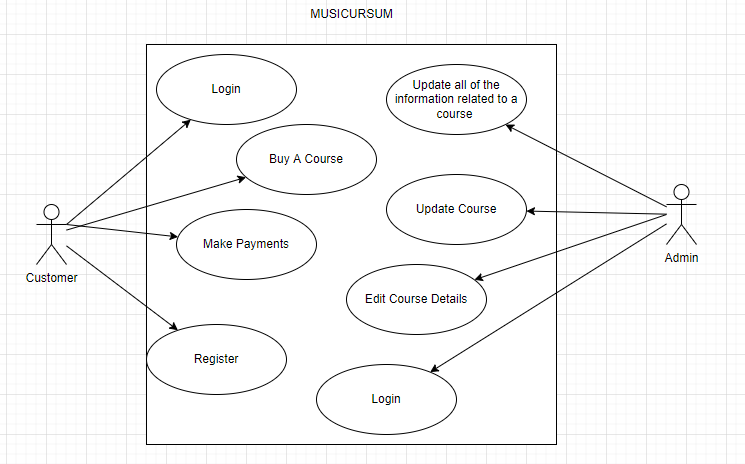 MUSICURSUM
Login
Update all of the
information related to a
course
Buy A Course
Update Course
Make Payments
Customer
Admin
Edit Course Details
Register
Login